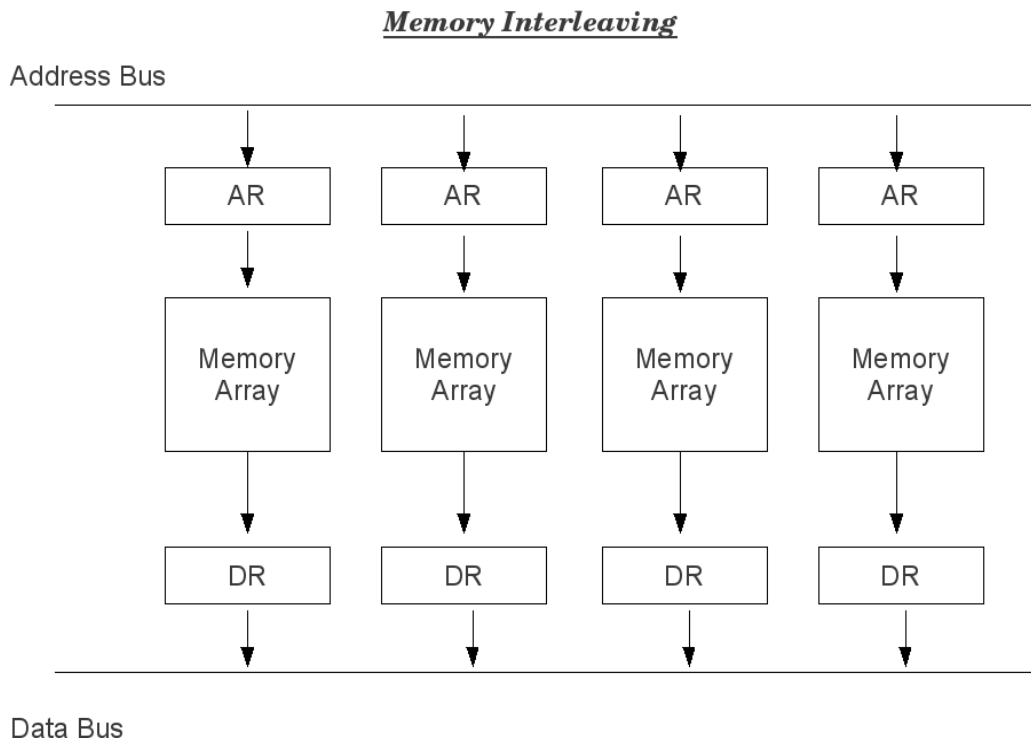 Memory Interleaving
Address Bus
AR AR AR AR
Memory Memory Memory Memory
Array Array Array Array
DR DR DR DR
Data Bus